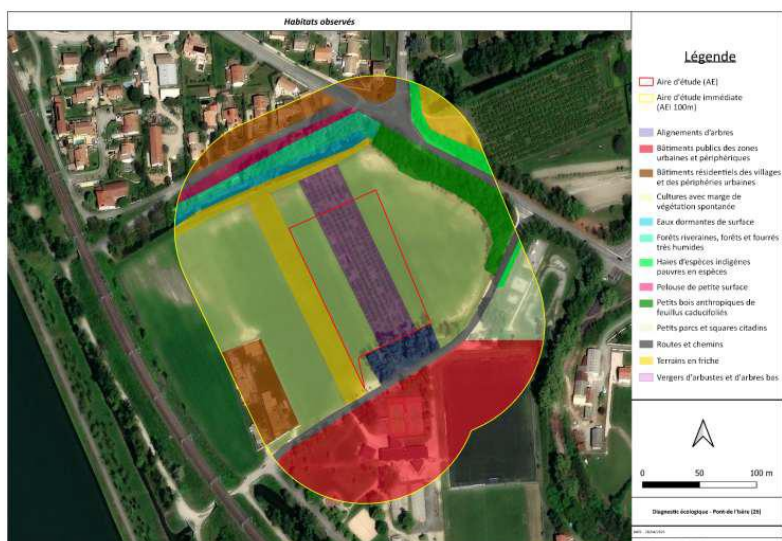 Habitats observés
Légende
Aire d'étude (AE)
Aire d'étude immédiate
(AEI 100m)
Alignements d'arbres
Bâtiments publics des zones
urbaines et périphériques
Bâtiments résidentiels des villages
et des périphéries urbaines
Cultures avec marge de
végétation spontanée
Eaux dormantes de surface
Forêts riveraines, forêts et fourrés
très humides
Haies d'espèces indigènes
pauvres en espèces
Pelouse de petite surface
Petits bois anthropiques de
feuillus caducifoliés
Petits parcs et squares citadins
Routes et chemins
Terrains en friche
Vergers d'arbustes et d'arbres bas
0 50 100 m
Diagnostic écologique - Pont-de-l'Isère (26)